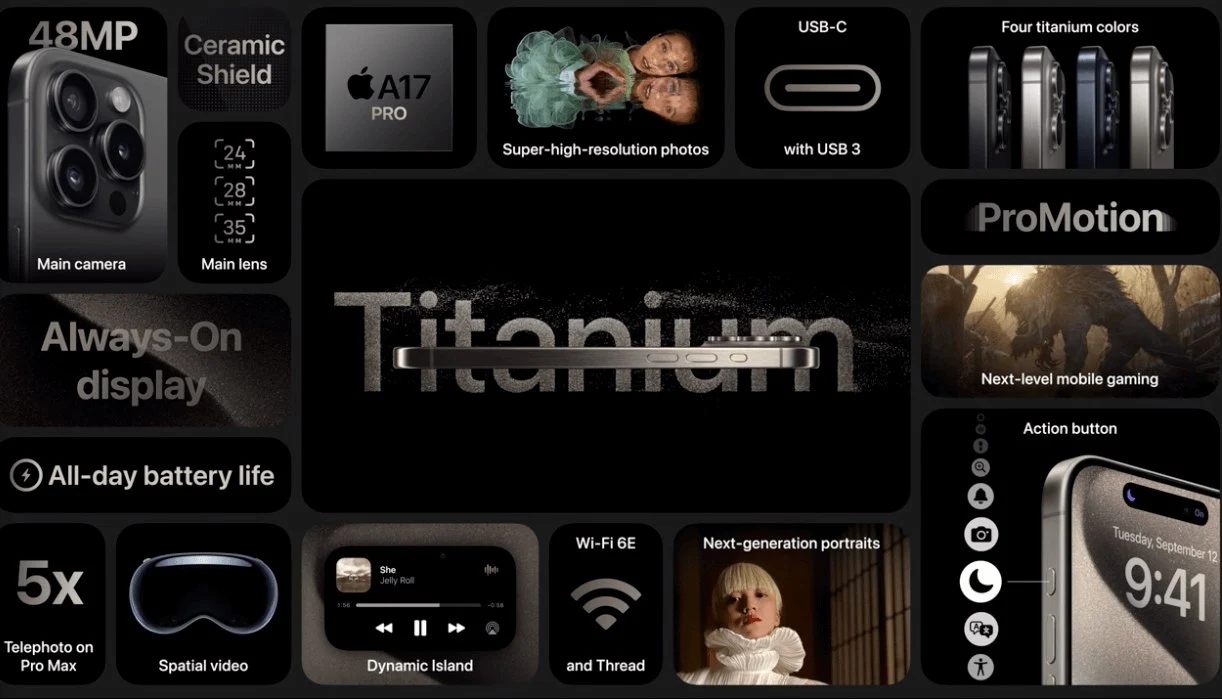 48MP
Main camera
Ceramic
Shield
24
MM
28
MM
35
MM
Main lens
A17
PRO
Super-high-resolution photos
USB-C
with USB 3
Four titanium colors
Titanium
ProMotion
Next-level mobile gaming
Always-On
display
All-day battery life
Action button
On
Tuesday, September 12
9:41
5x
Telephoto on
Pro Max
Spatial video
She
Jelly Roll
1:56
-0:58
Dynamic Island
Wi-Fi 6E
and Thread
Next-generation portraits